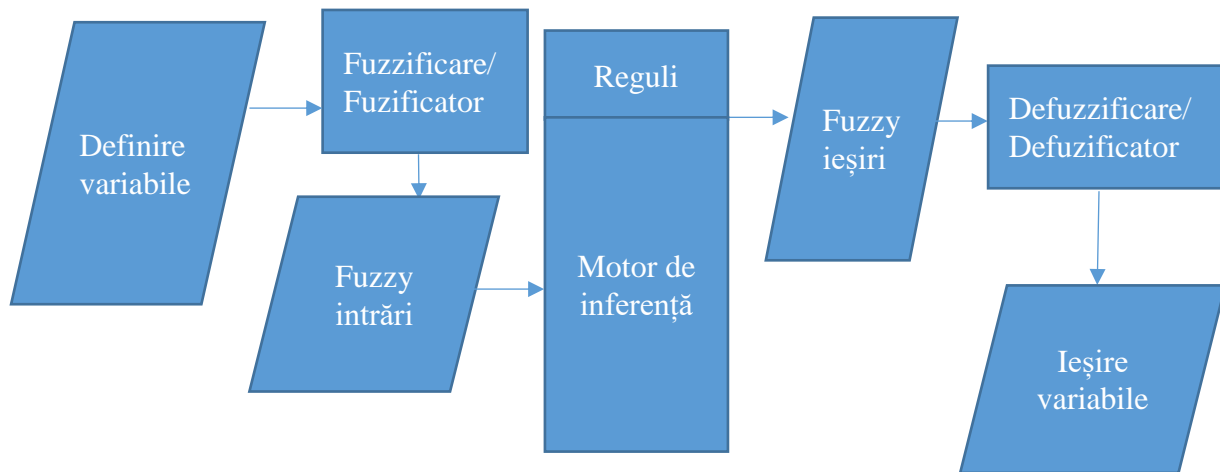 Definire
variabile
Fuzzificare/
Fuzificator
Fuzzy
intrări
Reguli
Motor de
inferență
Fuzzy
ieșiri
Defuzzificare/
Defuzificator
Ieșire
variabile